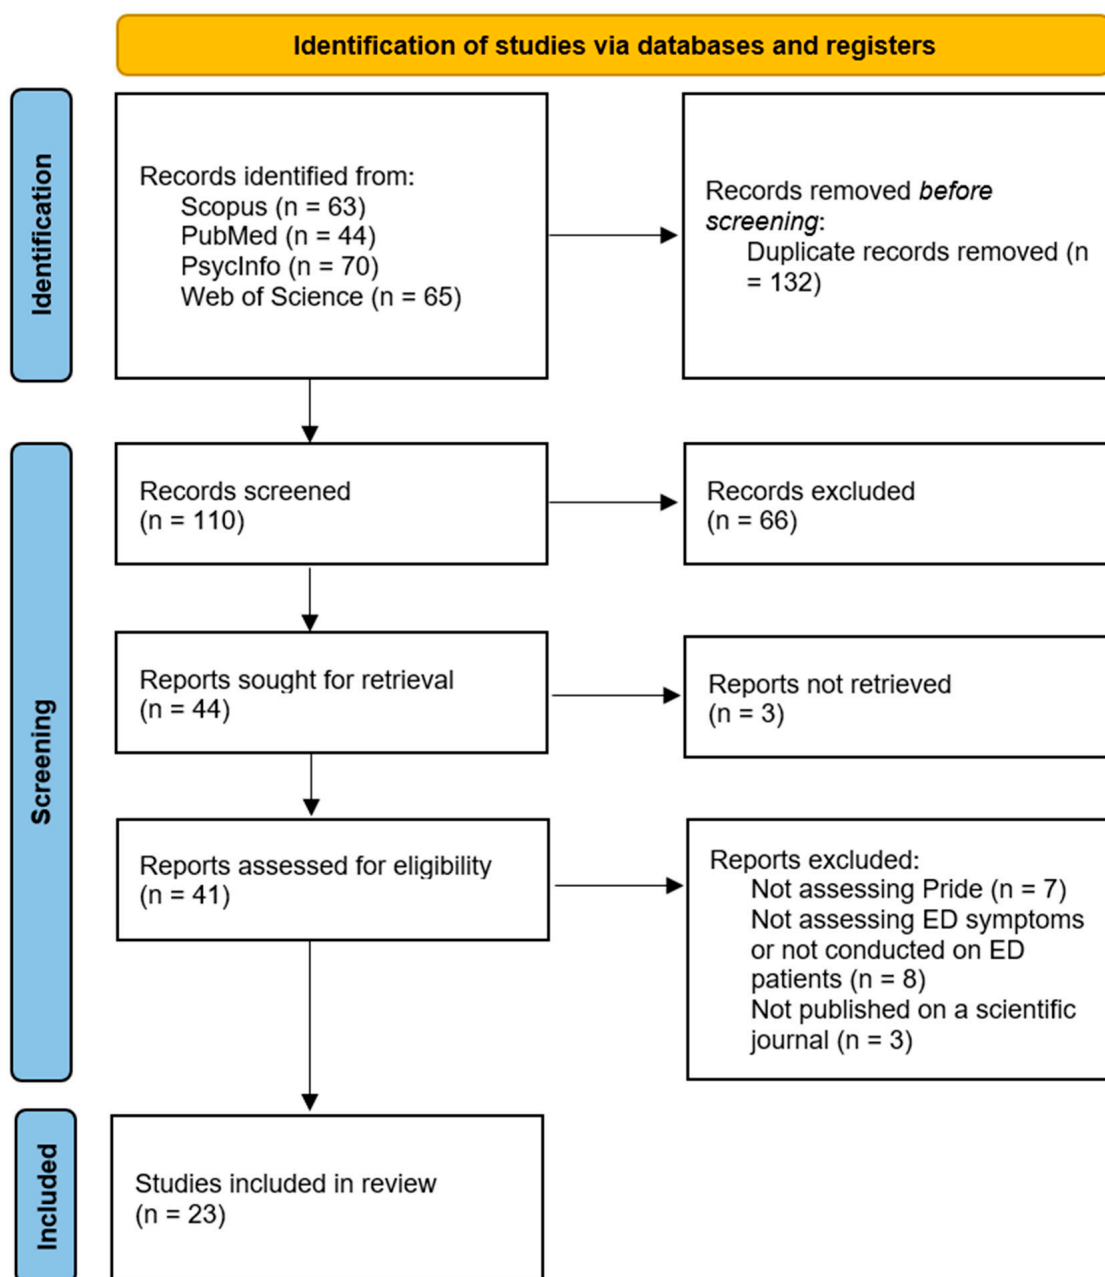 Identification of studies via databases and registers
Identification
Records identified from:
Scopus (n = 63)
PubMed (n = 44)
PsycInfo (n = 70)
Web of Science (n = 65)
Records removed before
screening:
Duplicate records removed (n
= 132)
Screening
Records screened
(n = 110)
Records excluded
(n = 66)
Reports sought for retrieval
(n = 44)
Reports not retrieved
(n = 3)
Reports assessed for eligibility
(n = 41)
Reports excluded:
Not assessing Pride (n = 7)
Not assessing ED symptoms
or not conducted on ED
patients (n = 8)
Not published on a scientific
journal (n = 3)
Included
Studies included in review
(n = 23)